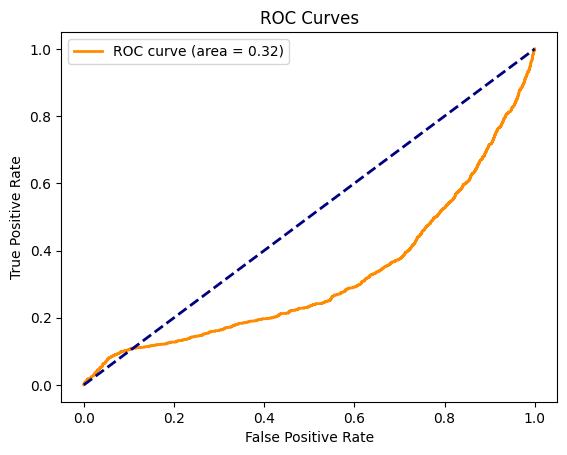 ROC Curves
ROC curve (area = 0.32)
True Positive Rate
1.0
0.8
0.6
0.4
0.2
0.0
0.0 0.2 0.4 0.6 0.8 1.0
False Positive Rate